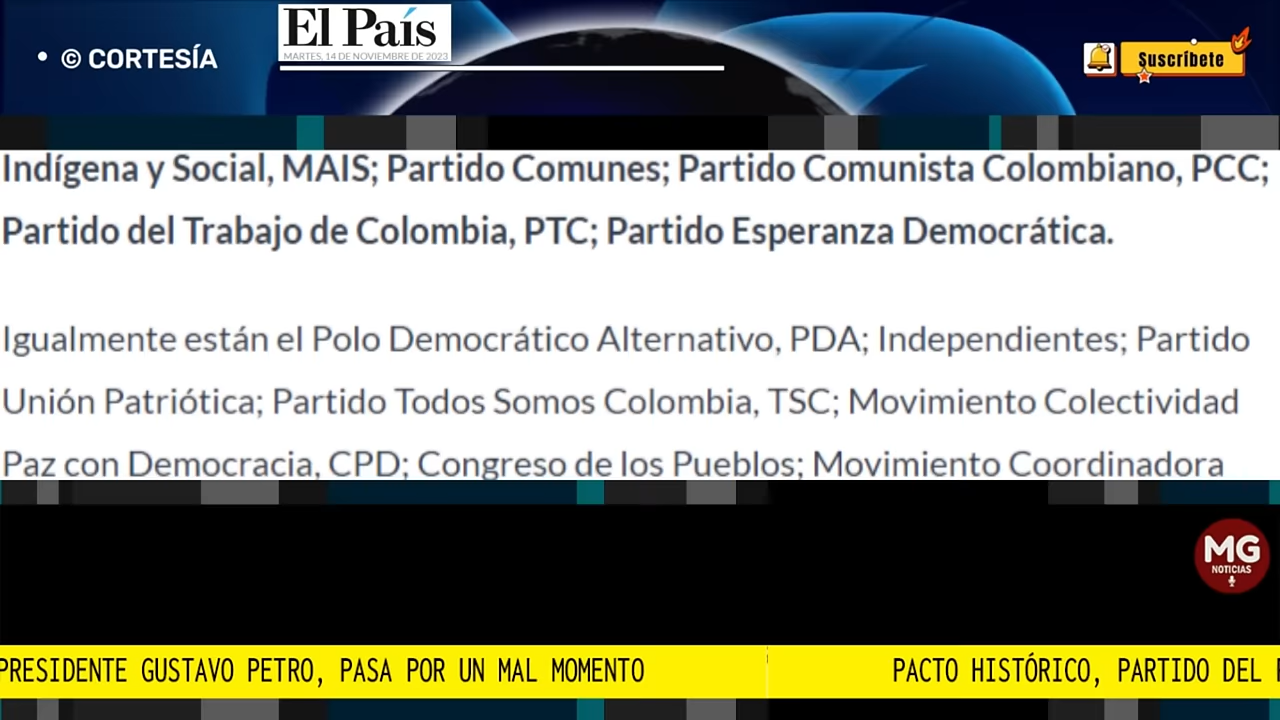 • © CORTESÍA
El País
MARTES, 14 DE NOVIEMBRE DE 2023
Suscríbete
Indígena y Social, MAIS; Partido Comunes; Partido Comunista Colombiano, PCC;
Partido del Trabajo de Colombia, PTC; Partido Esperanza Democrática.
Igualmente están el Polo Democrático Alternativo, PDA; Independientes; Partido
Unión Patriótica; Partido Todos Somos Colombia, TSC; Movimiento Colectividad
Paz con Democracia, CPD; Congreso de los Pueblos; Movimiento Coordinadora
MG
NOTICIAS
PRESIDENTE GUSTAVO PETRO, PASA POR UN MAL MOMENTO PACTO HISTÓRICO, PARTIDO DEL